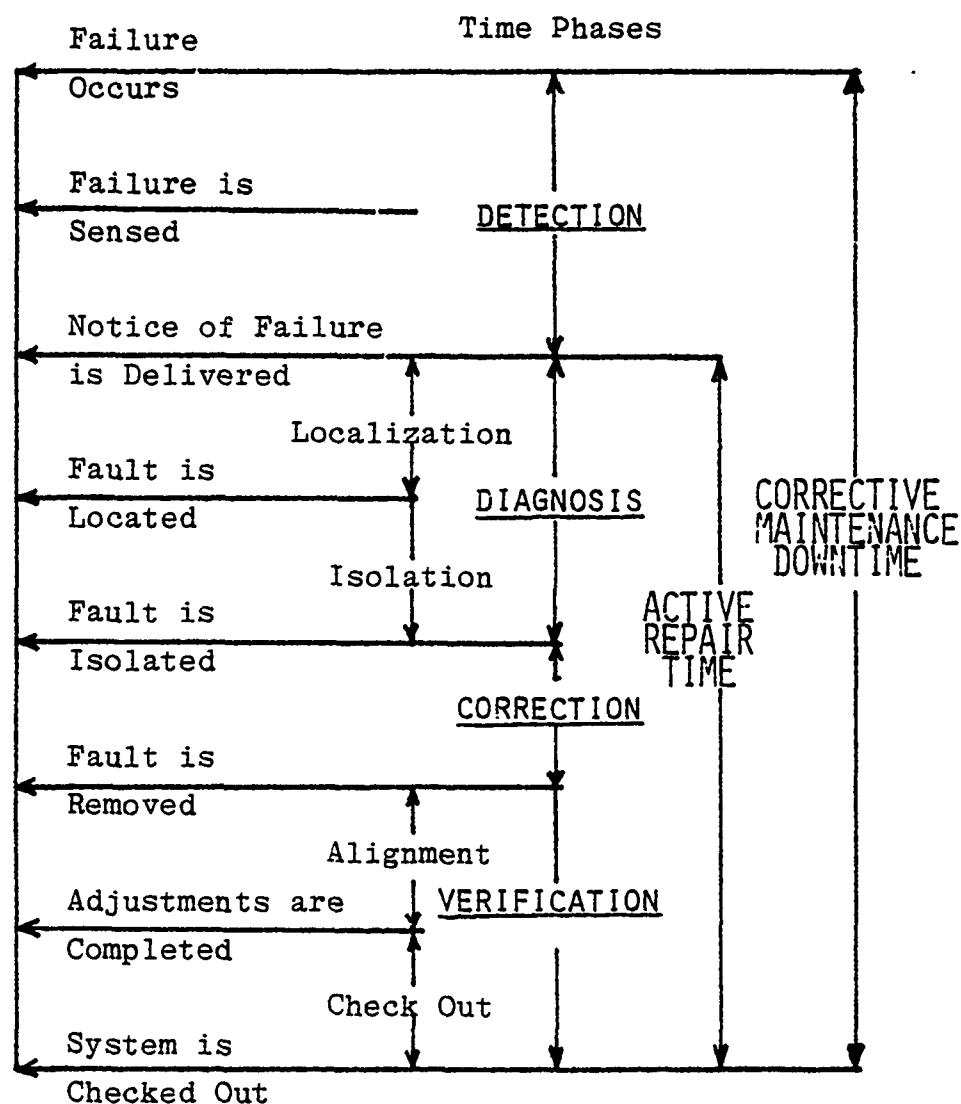 Time Phases
Failure
Occurs
Failure is
Sensed
DETECTION
Notice of Failure
is Delivered
Localization
Fault is
Located
DIAGNOSIS
CORRECTIVE
MAINTENANCE
DOWNTIME
Isolation
Fault is
Isolated
ACTIVE
REPAIR
TIME
CORRECTION
Fault is
Removed
Alignment
Adjustments are
Completed
VERIFICATION
Check Out
System is
Checked Out